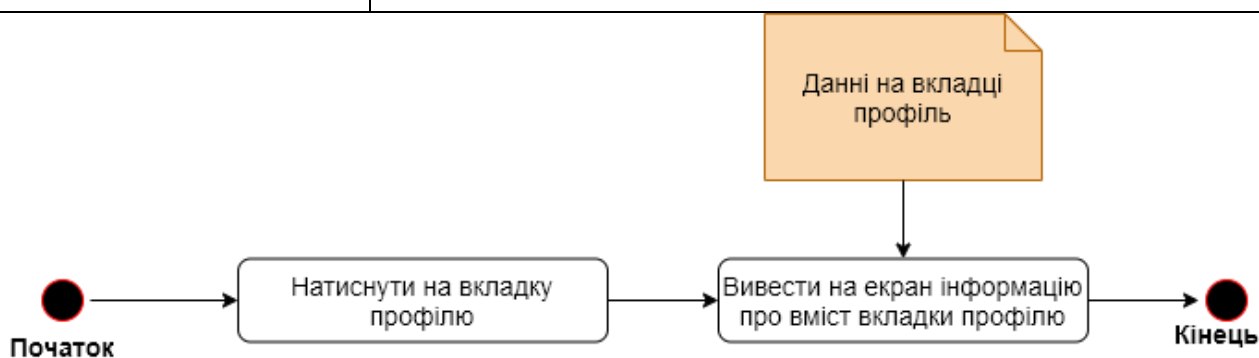 Данні на вкладці
профіль
Натиснути на вкладку
профілю
Вивести на екран інформацію
про вміст вкладки профілю
Початок
Кінець